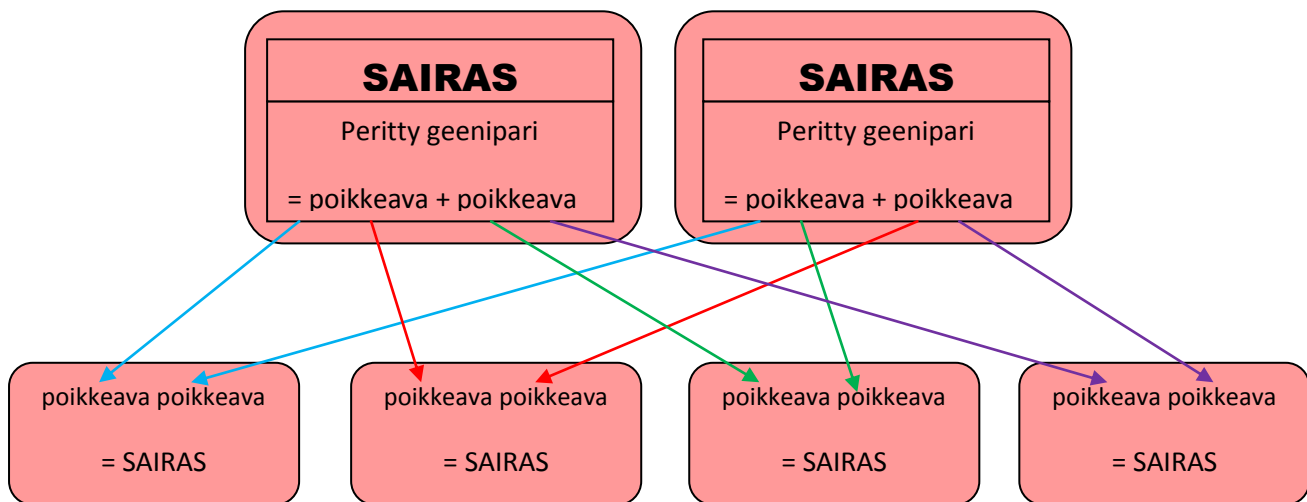 SAIRAS
Peritty geenipari
= poikkeava + poikkeava
SAIRAS
Peritty geenipari
= poikkeava + poikkeava
poikkeava poikkeava
= SAIRAS
poikkeava poikkeava
= SAIRAS
poikkeava poikkeava
= SAIRAS
poikkeava poikkeava
= SAIRAS